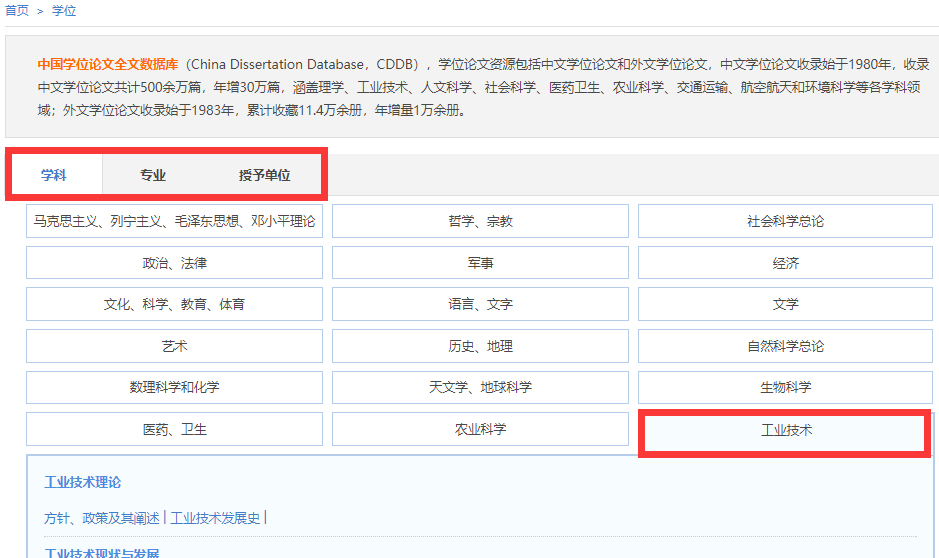 首页 > 学位
中国学位论文全文数据库（China Dissertation Database，CDDB），学位论文资源包括中文学位论文和外文学位论文，中文学位论文收录始于1980年，收录
中文学位论文共计500余万篇，年增30万篇，涵盖理学、工业技术、人文科学、社会科学、医药卫生、农业科学、交通运输、航空航天和环境科学等各学科领
域；外文学位论文收录始于1983年，累计收藏11.4万余册，年增量1万余册。
学科 专业 授予单位
马克思主义、列宁主义、毛泽东思想、邓小平理论 哲学、宗教 社会科学总论
政治、法律 军事 经济
文化、科学、教育、体育 语言、文字 文学
艺术 历史、地理 自然科学总论
数理科学和化学 天文学、地球科学 生物科学
医药、卫生 农业科学 工业技术
工业技术理论
方针、政策及其阐述 | 工业技术发展史 |
工业技术现状与发展